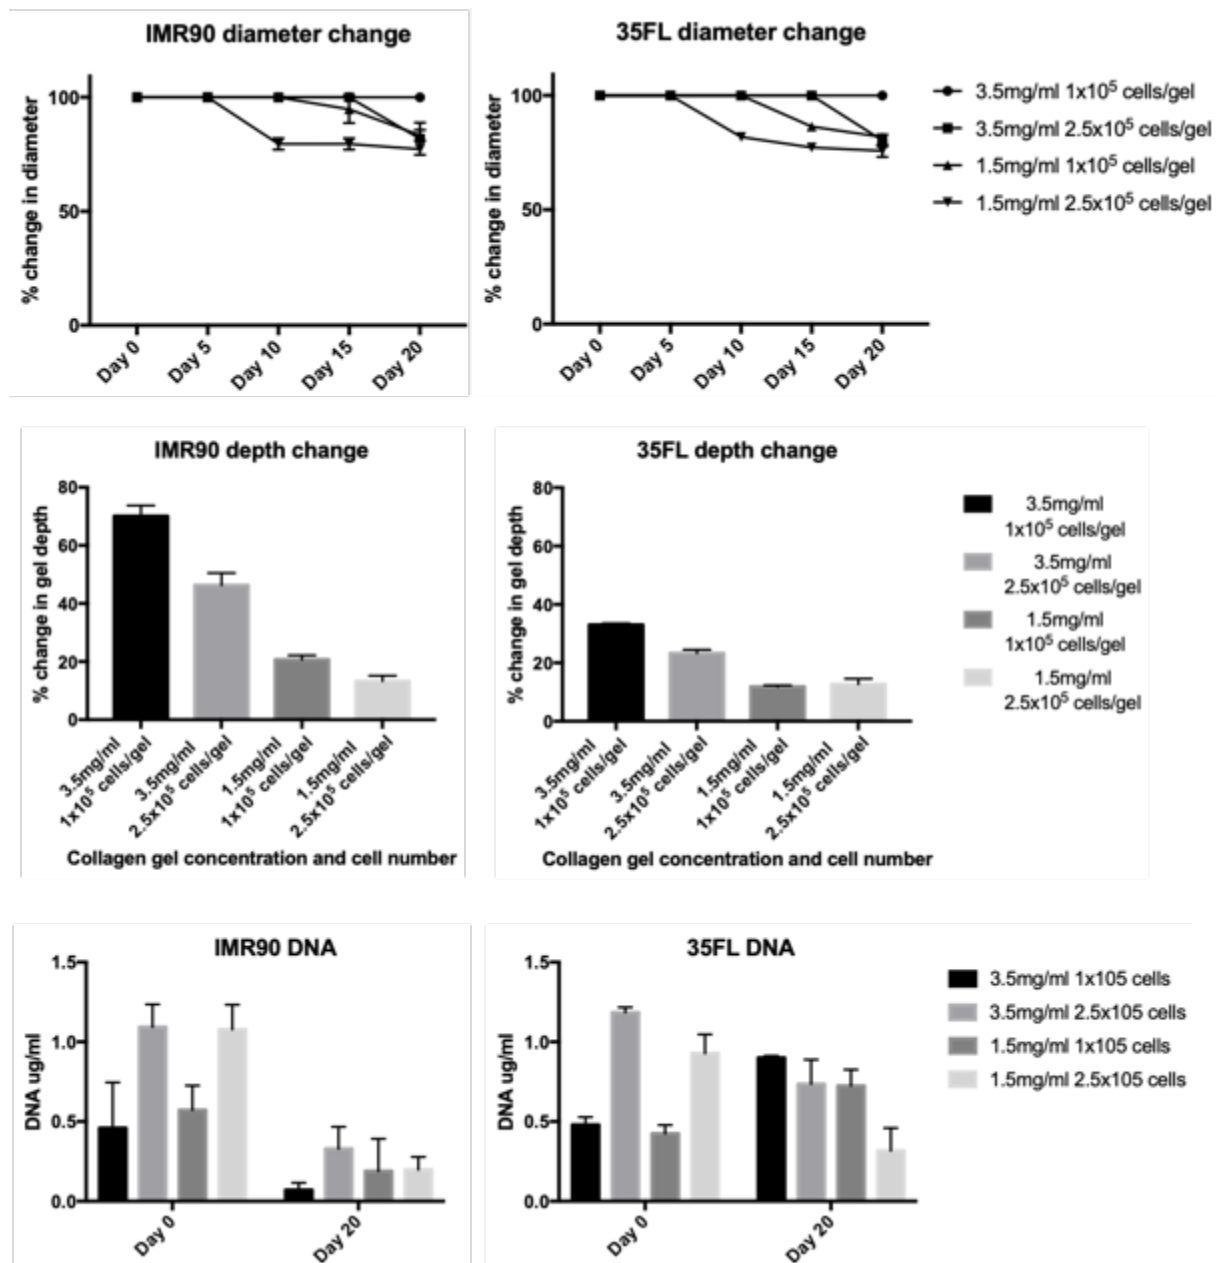 IMR90 diameter change
% change in diameter
100
50
0
Day 0
Day 5
Day 10
Day 15
Day 20
35FL diameter change
% change in diameter
100
50
0
Day 0
Day 5
Day 10
Day 15
Day 20
3.5mg/ml 1x10⁵ cells/gel
3.5mg/ml 2.5x10⁵ cells/gel
1.5mg/ml 1x10⁵ cells/gel
1.5mg/ml 2.5x10⁵ cells/gel
IMR90 depth change
% change in gel depth
80
60
40
20
0
3.5mg/ml
1x10⁵ cells/gel
3.5mg/ml
2.5x10⁵ cells/gel
1.5mg/ml
1x10⁵ cells/gel
1.5mg/ml
2.5x10⁵ cells/gel
Collagen gel concentration and cell number
35FL depth change
% change in gel depth
80
60
40
20
0
3.5mg/ml
1x10⁵ cells/gel
3.5mg/ml
2.5x10⁵ cells/gel
1.5mg/ml
1x10⁵ cells/gel
1.5mg/ml
2.5x10⁵ cells/gel
Collagen gel concentration and cell number
3.5mg/ml
1x10⁵ cells/gel
3.5mg/ml
2.5x10⁵ cells/gel
1.5mg/ml
1x10⁵ cells/gel
1.5mg/ml
2.5x10⁵ cells/gel
IMR90 DNA
DNA ug/ml
1.5
1.0
0.5
0.0
Day 0
Day 20
35FL DNA
DNA ug/ml
1.5
1.0
0.5
0.0
Day 0
Day 20
3.5mg/ml 1x105 cells
3.5mg/ml 2.5x105 cells
1.5mg/ml 1x105 cells
1.5mg/ml 2.5x105 cells